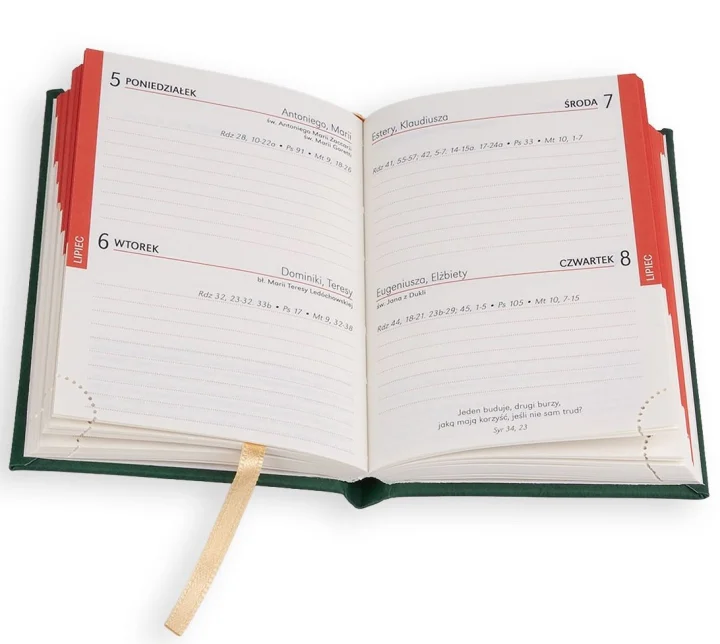 5 PONIEDZIAŁEK
Antoniego, Marii
św. Antoniego Marii Zaccarii
św. Marii Goretti
Rdz 28, 10-22a • Ps 91 • Mt 9, 18-26
6 WTOREK
Dominiki, Teresy
bł. Marii Teresy Ledóchowskiej
Rdz 32, 23-32. 33b • Ps 17 • Mt 9, 32-38
LIPIEC
ŚRODA 7
Estery, Klaudiusza
Rdz 41, 55-57; 42, 5-7. 14-15a. 17-24a • Ps 33 • Mt 10, 1-7
CZWARTEK 8
Eugeniusza, Elżbiety
św. Jana z Dukli
Rdz 44, 18-21. 23b-29; 45, 1-5 • Ps 105 • Mt 10, 7-15
Jeden buduje, drugi burzy,
jaką mają korzyść, jeśli nie sam trud?
Syr 34, 23
LIPIEC